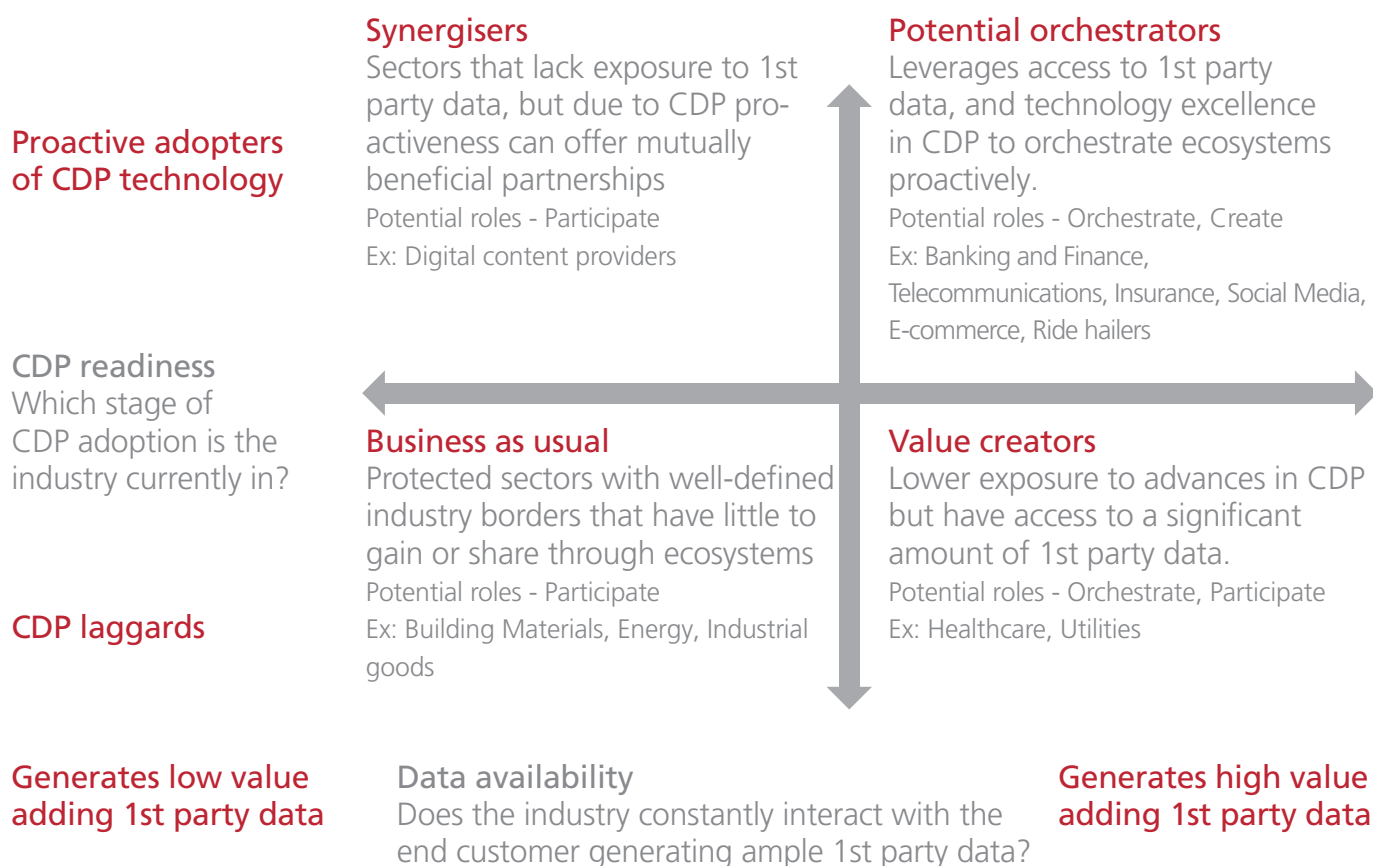 Synergisers
Sectors that lack exposure to 1st
party data, but due to CDP pro-
activeness can offer mutually
beneficial partnerships
Potential roles - Participate
Ex: Digital content providers
Potential orchestrators
Leverages access to 1st party
data, and technology excellence
in CDP to orchestrate ecosystems
proactively.
Potential roles - Orchestrate, Create
Ex: Banking and Finance,
Telecommunications, Insurance, Social Media,
E-commerce, Ride hailers
Proactive adopters
of CDP technology
CDP readiness
Which stage of
CDP adoption is the
industry currently in?
CDP laggards
Business as usual
Protected sectors with well-defined
industry borders that have little to
gain or share through ecosystems
Potential roles - Participate
Ex: Building Materials, Energy, Industrial
goods
Value creators
Lower exposure to advances in CDP
but have access to a significant
amount of 1st party data.
Potential roles - Orchestrate, Participate
Ex: Healthcare, Utilities
Generates low value
adding 1st party data
Data availability
Does the industry constantly interact with the
end customer generating ample 1st party data?
Generates high value
adding 1st party data